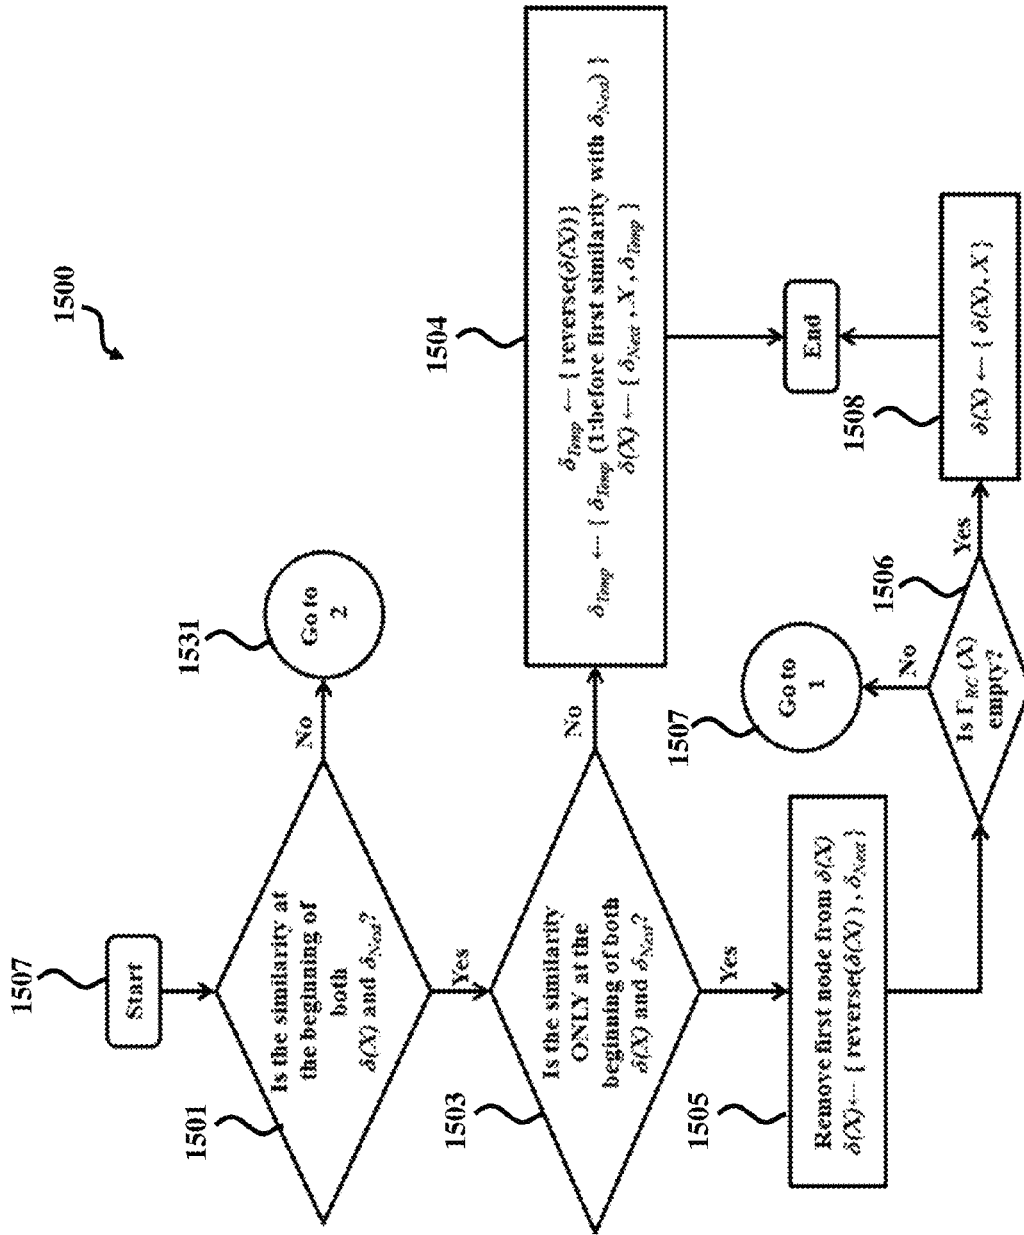 1500
1507
Start
1501
Is the similarity at
the beginning of
both
δ(X) and δ_Next?
No
1531
Go to
2
Yes
1503
Is the similarity
ONLY at the
beginning of both
δ(X) and δ_Next?
No
1504
δ_Temp ← { reverse(δ(X)) }
δ_Temp ← { δ_Temp (1:before first similarity with δ_Next) }
δ(X) ← { δ_Next , X , δ_Temp }
Yes
1505
Remove first node from δ(X)
δ(X) ← { reverse(δ(X)) , δ_Next }
1507
Go to
1
No
1506
Is Γ_RC (X)
empty?
Yes
1508
δ(X) ← { δ(X), X }
End